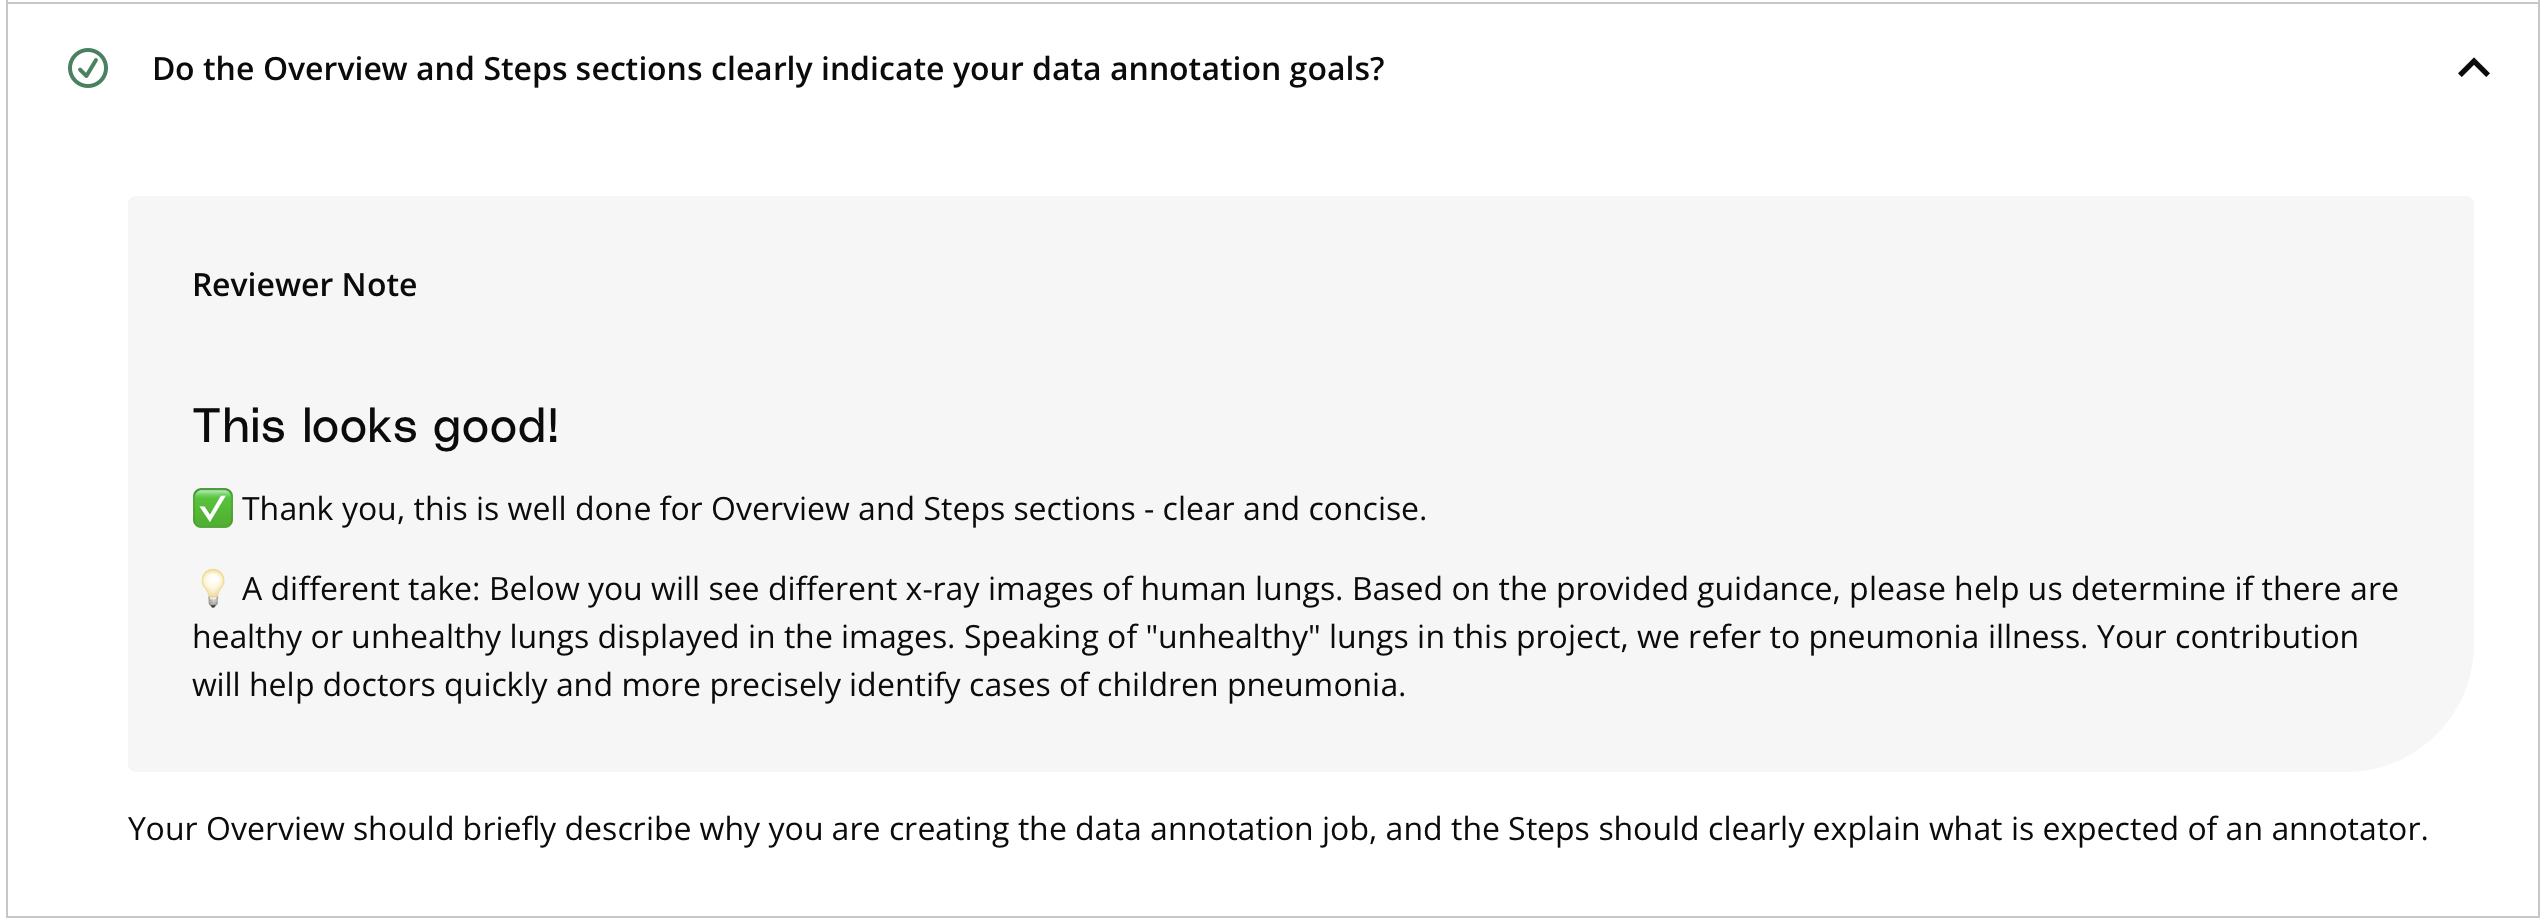 Do the Overview and Steps sections clearly indicate your data annotation goals?
Reviewer Note
This looks good!
✅ Thank you, this is well done for Overview and Steps sections - clear and concise.
💡 A different take: Below you will see different x-ray images of human lungs. Based on the provided guidance, please help us determine if there are
healthy or unhealthy lungs displayed in the images. Speaking of "unhealthy" lungs in this project, we refer to pneumonia illness. Your contribution
will help doctors quickly and more precisely identify cases of children pneumonia.
Your Overview should briefly describe why you are creating the data annotation job, and the Steps should clearly explain what is expected of an annotator.